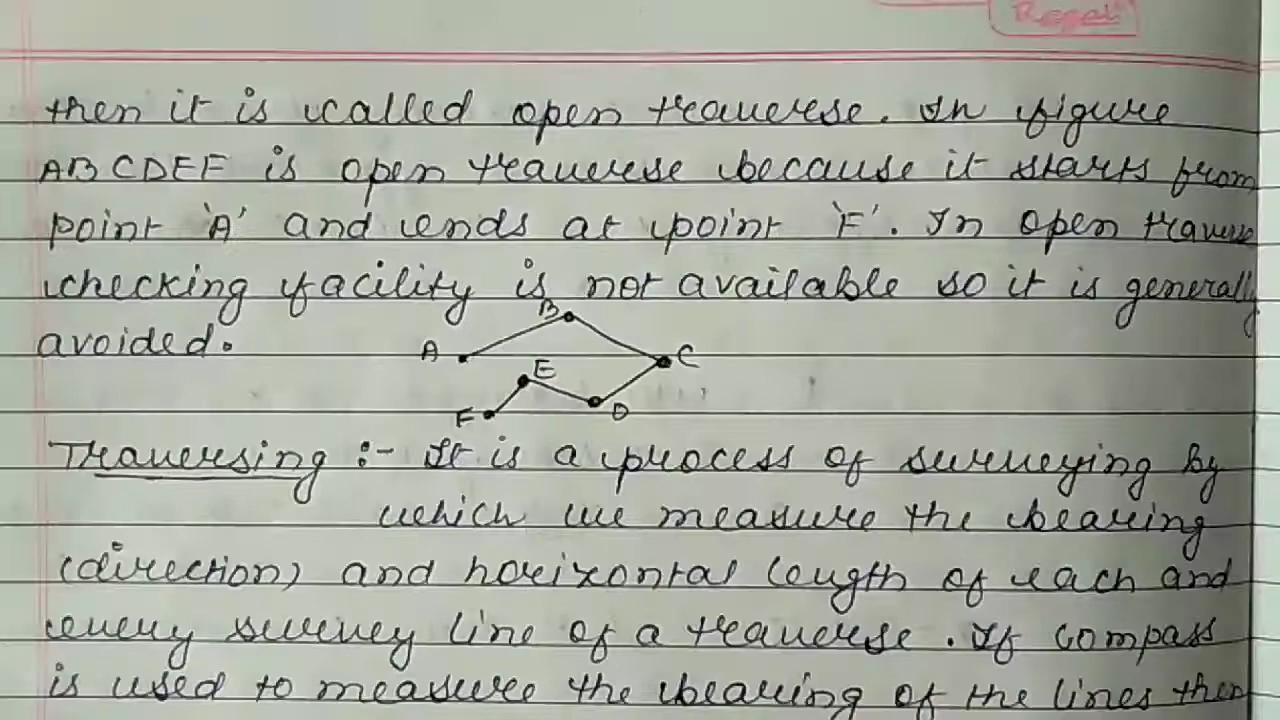 then it is called open traverse. In figure
ABCDEF is open traverse because it starts from
point 'A' and ends at point 'F'. In open traverse
checking facility is not available so it is generally
avoided.
B
A
C
E
D
F
Traversing :- It is a process of surveying by
which we measure the bearing
(direction) and horizontal length of each and
every survey line of a traverse. If compass
is used to measure the bearing of the lines then